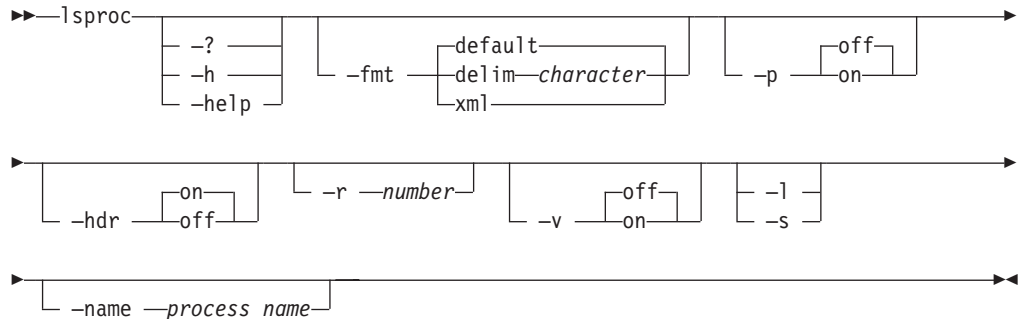 lsproc
–?
–h
–help
–fmt
default
delim character
xml
–p
off
on
–hdr
on
off
–r number
–v
off
on
–l
–s
–name process name